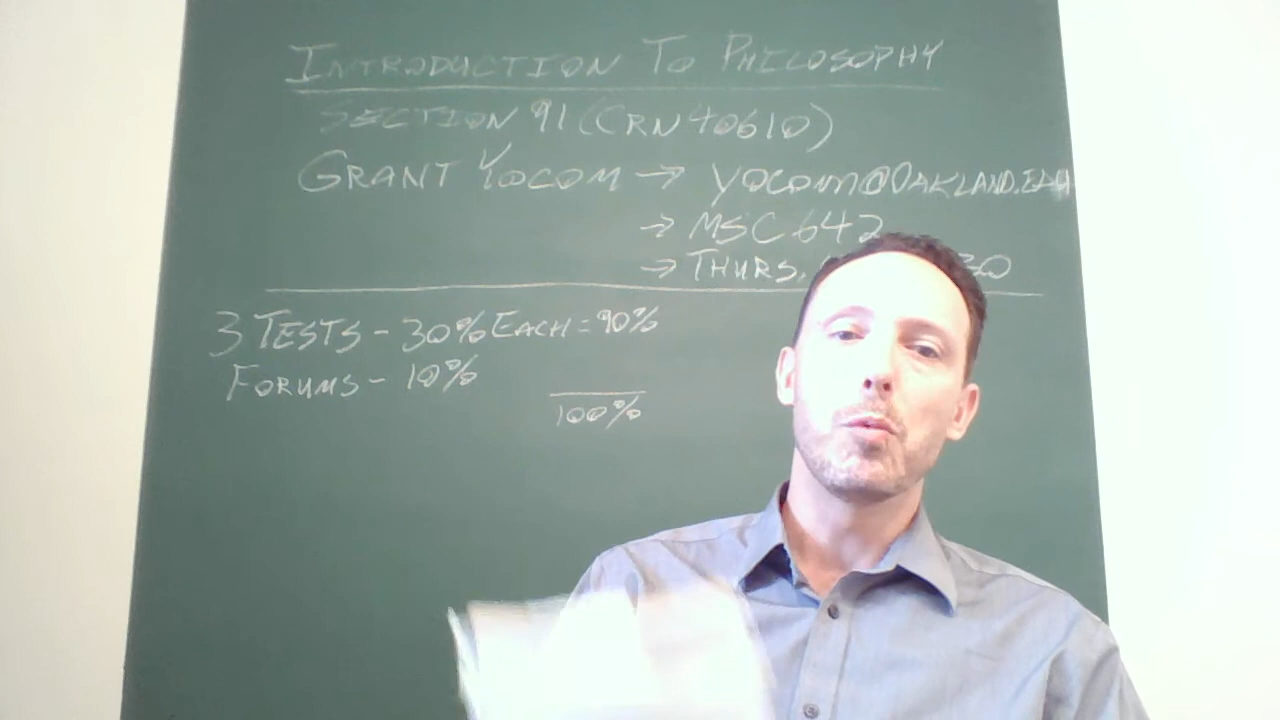 INTRODUCTION TO PHILOSOPHY
SECTION 91 (CRN 40610)
GRANT YOCOM → YOCOM@OAKLAND.EDU
→ MSC 642
→ THURS. 30
3 TESTS - 30% EACH = 90%
FORUMS - 10%
100%